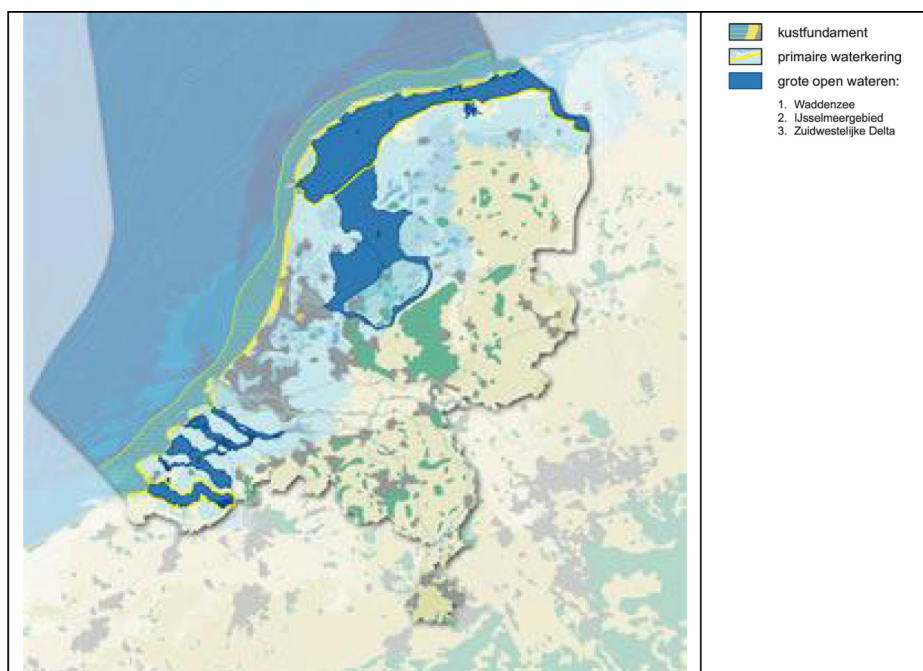 kustfundament
primaire waterkering
grote open wateren:
1. Waddenzee
2. IJsselmeergebied
3. Zuidwestelijke Delta